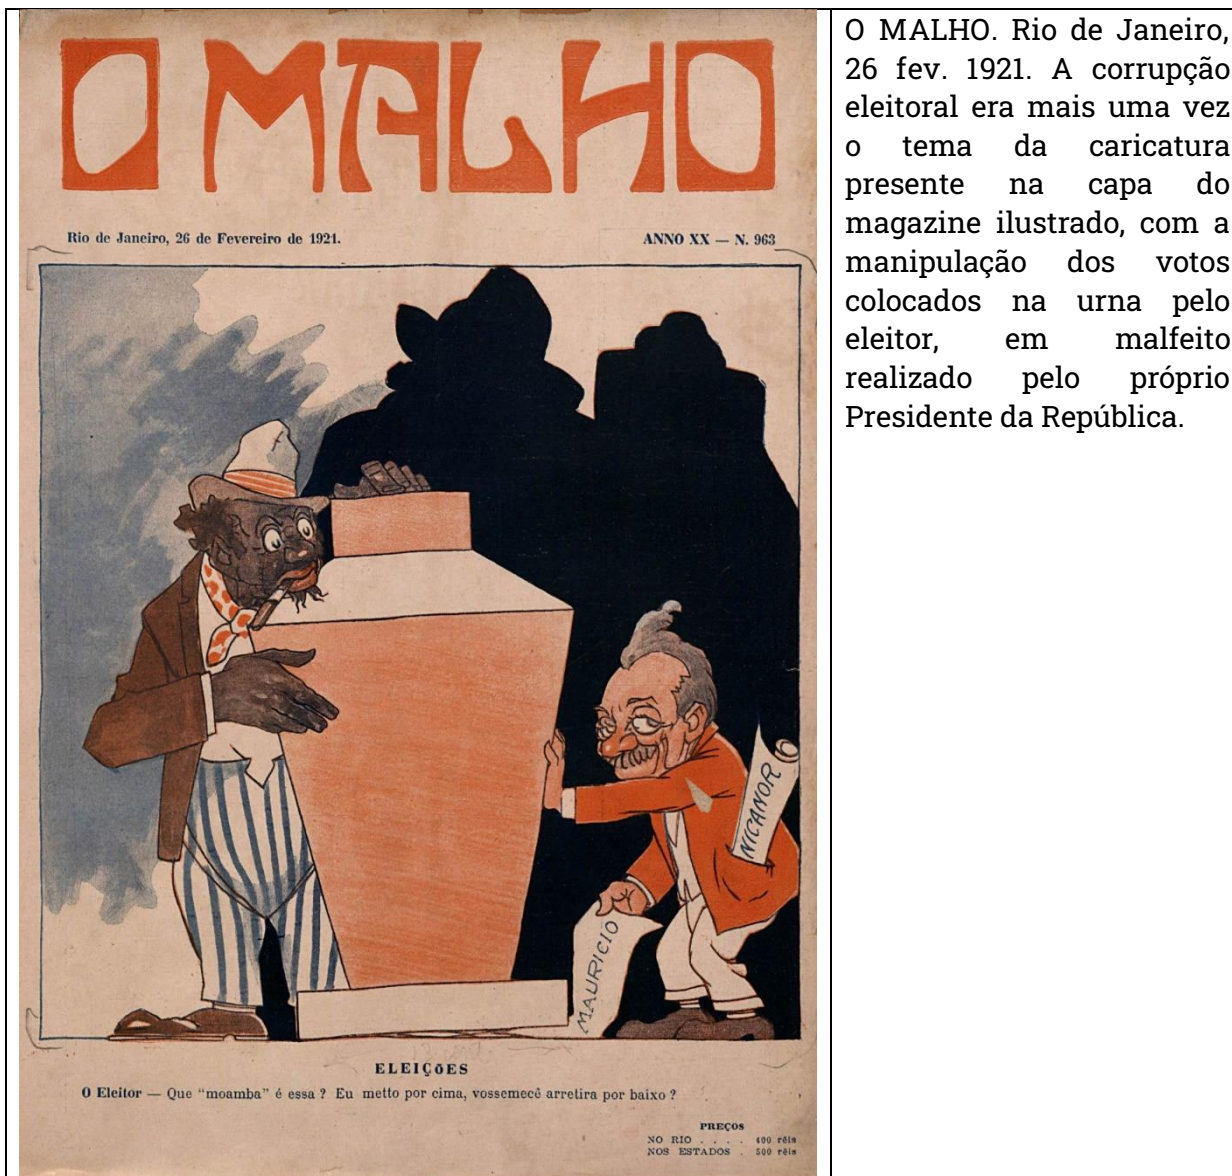 O MALHO
Rio de Janeiro, 26 de Fevereiro de 1921.
ANNO XX — N. 963
NICANOR
MAURICIO
ELEIÇÕES
O Eleitor — Que "moamba" é essa ? Eu metto por cima, vossemecê arretira por baixo ?
PREÇOS
NO RIO . . . . 400 réis
NOS ESTADOS . 500 réis
O MALHO. Rio de Janeiro,
26 fev. 1921. A corrupção
eleitoral era mais uma vez
o tema da caricatura
presente na capa do
magazine ilustrado, com a
manipulação dos votos
colocados na urna pelo
eleitor, em malfeito
realizado pelo próprio
Presidente da República.